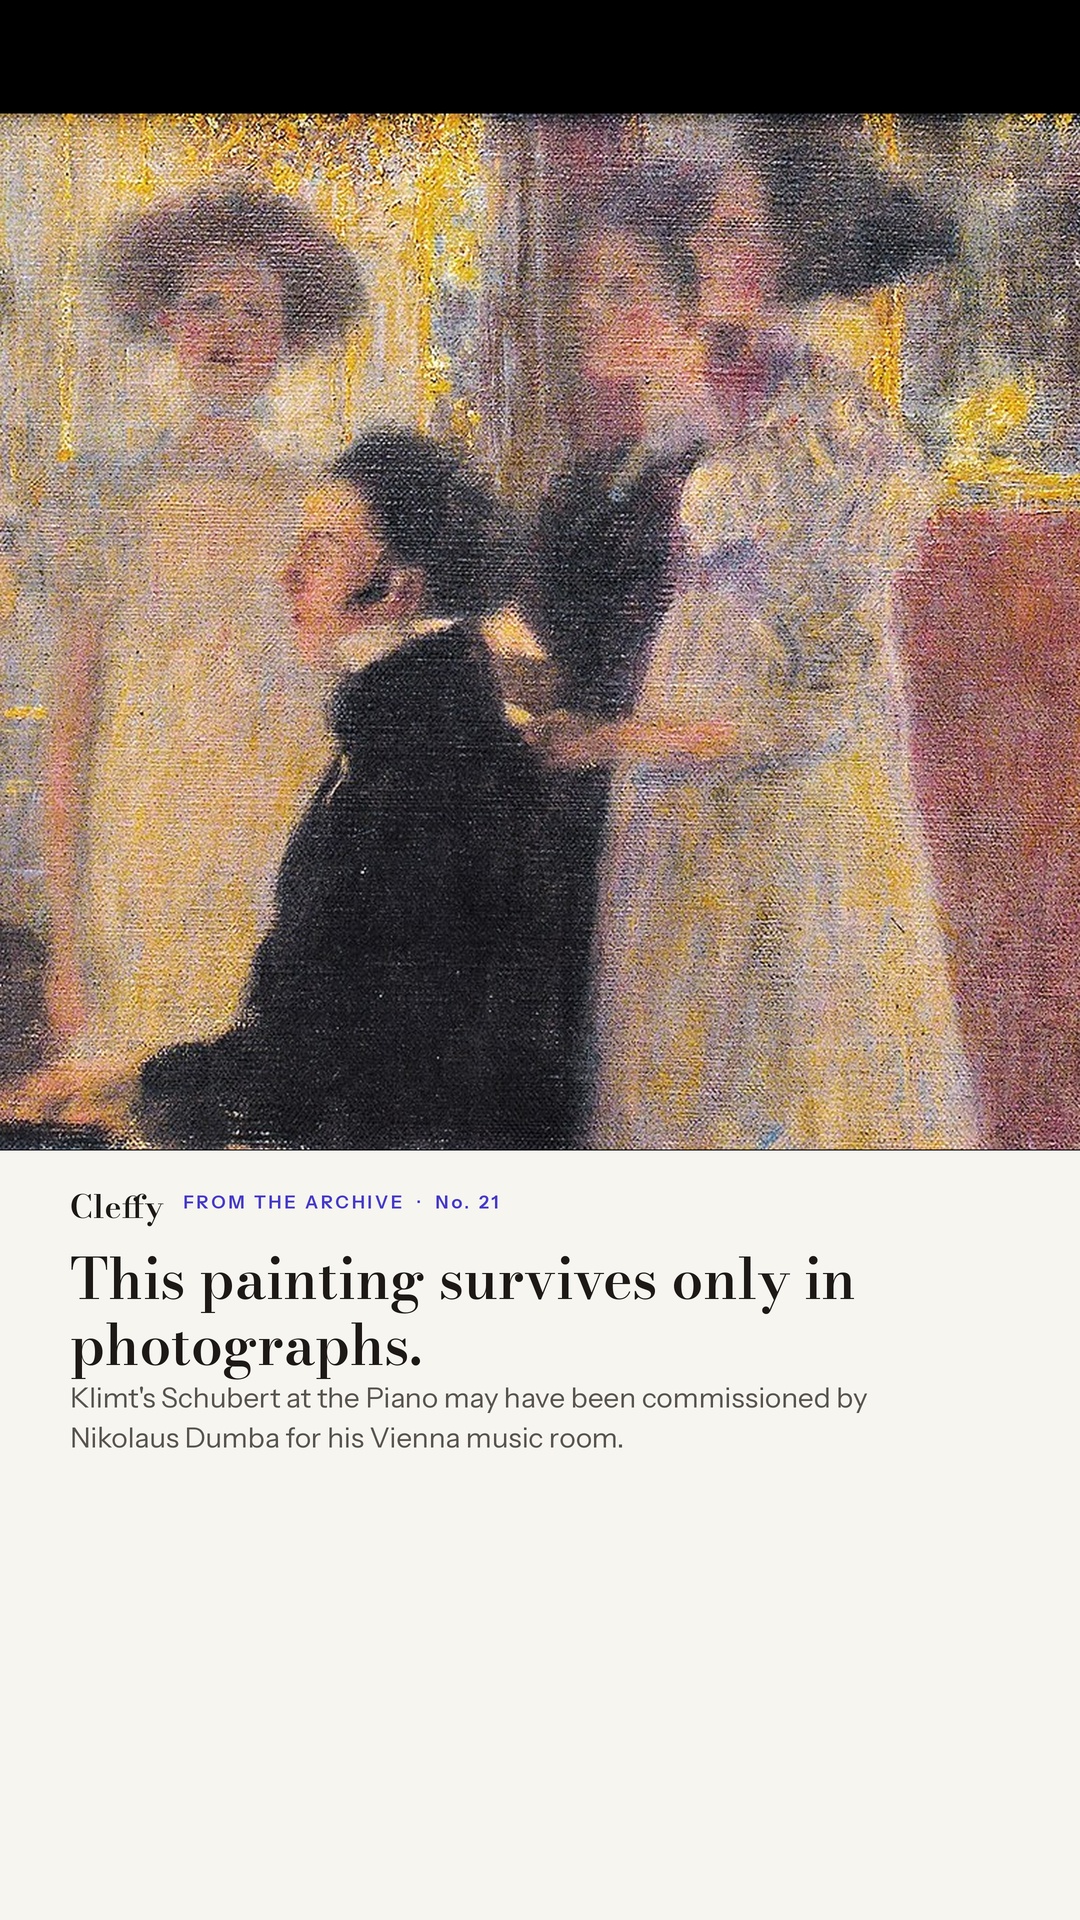 Cleffy FROM THE ARCHIVE · No. 21
This painting survives only in
photographs.
Klimt's Schubert at the Piano may have been commissioned by
Nikolaus Dumba for his Vienna music room.